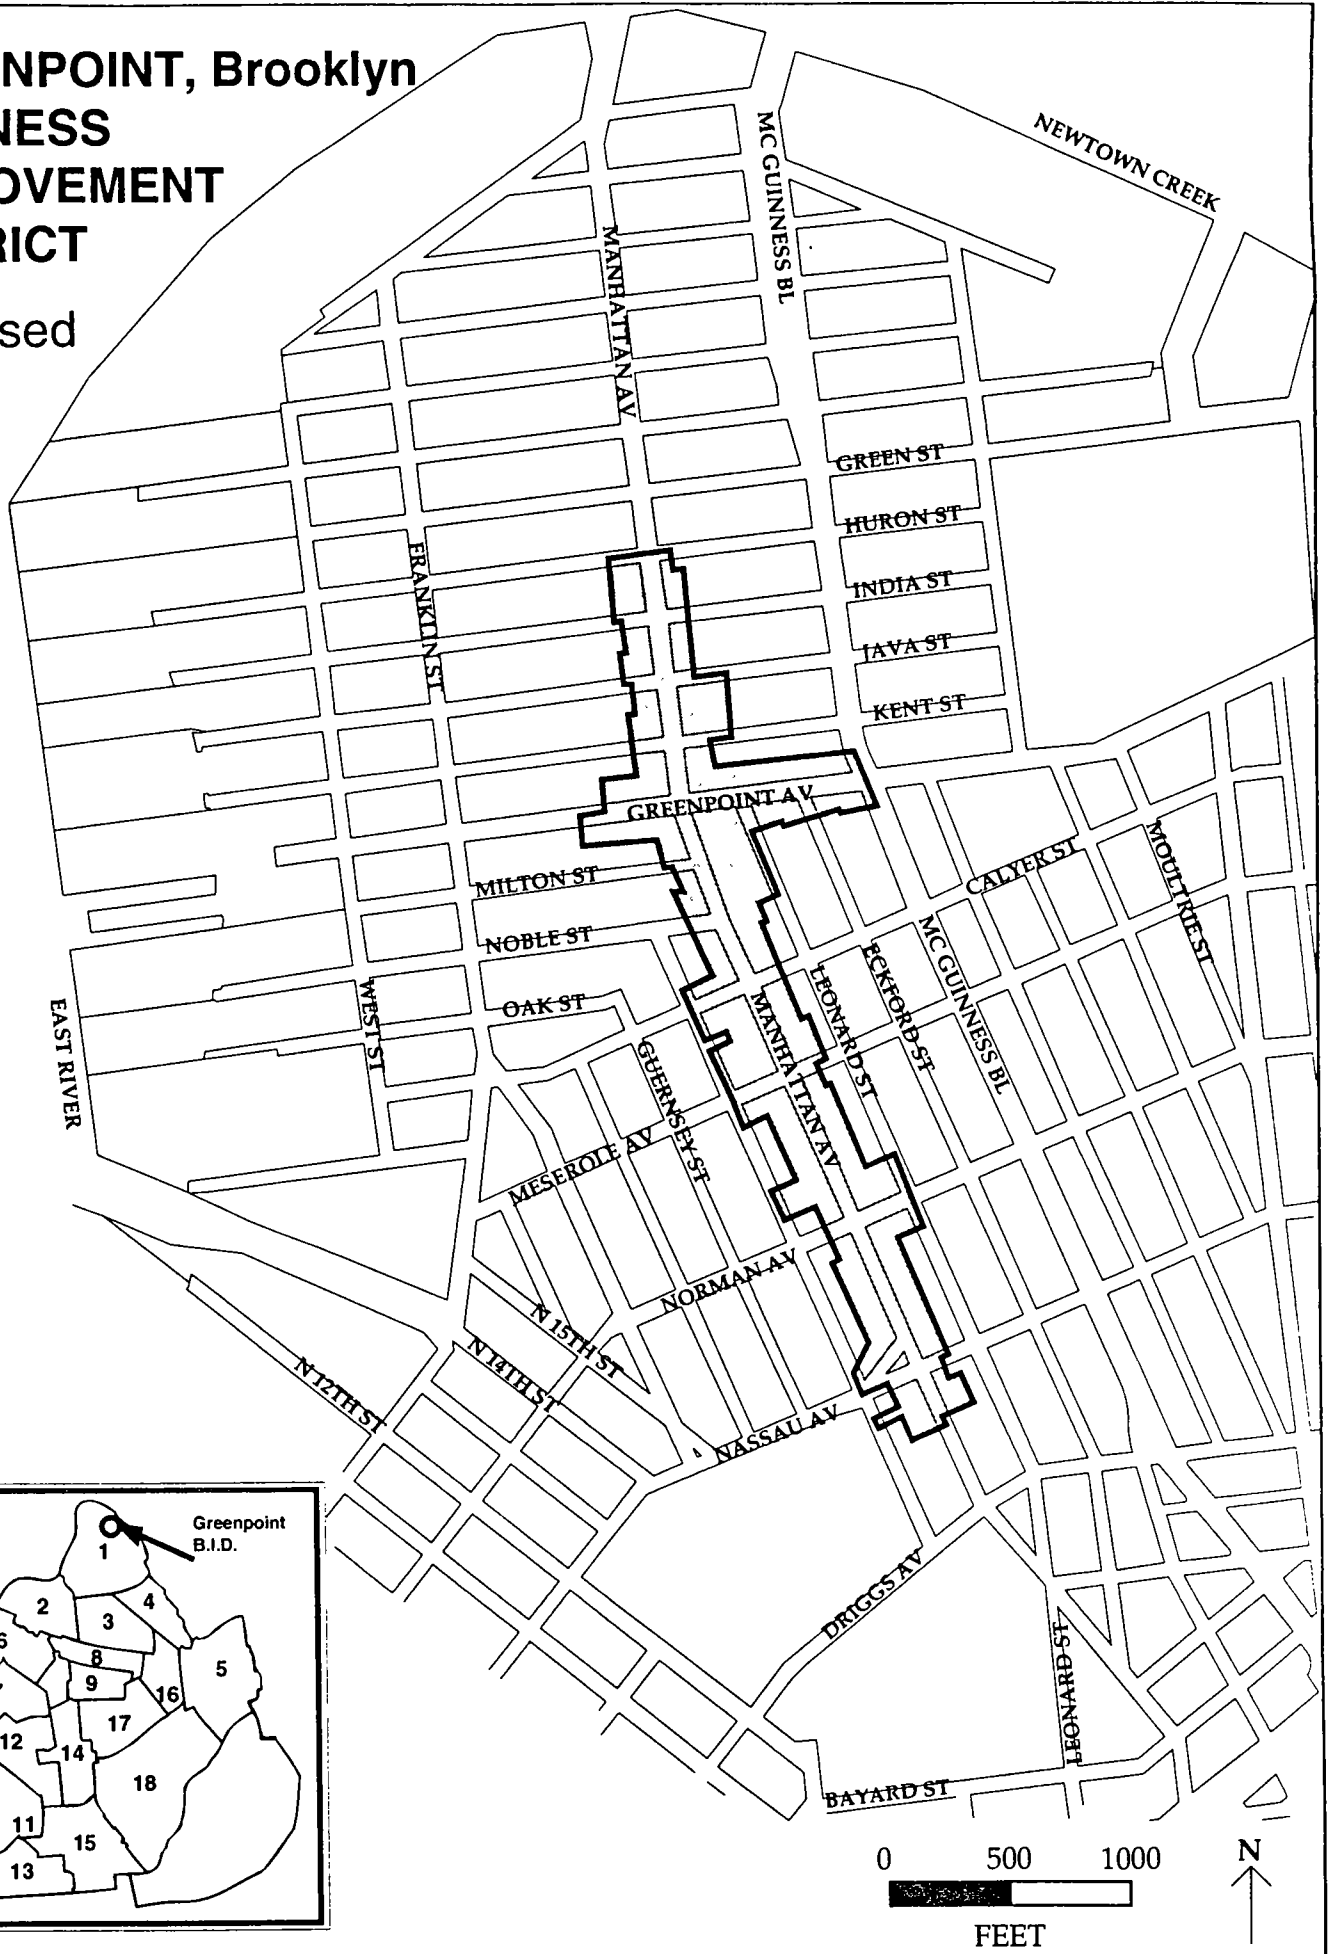 NPOINT, Brooklyn
NESS
OVEMENT
RICT
sed
NEWTOWN CREEK
MC GUINNESS BL
MANHATTAN AV
GREEN ST
HURON ST
INDIA ST
JAVA ST
KENT ST
FRANKLIN ST
GREENPOINT AV
MILTON ST
NOBLE ST
OAK ST
CALYER ST
MOULTRIE ST
MC GUINNESS BL
ECKFORD ST
LEONARD ST
MANHATTAN AV
WEST ST
EAST RIVER
GUERNSEY ST
MESEROLE AV
NORMAN AV
N 15TH ST
N 14TH ST
N 12TH ST
NASSAU AV
DRIGGS AV
LEONARD ST
BAYARD ST
Greenpoint
B.I.D.
1
2
3
4
5
6
8
9
16
17
12
14
18
11
15
13
0 500 1000
FEET
N